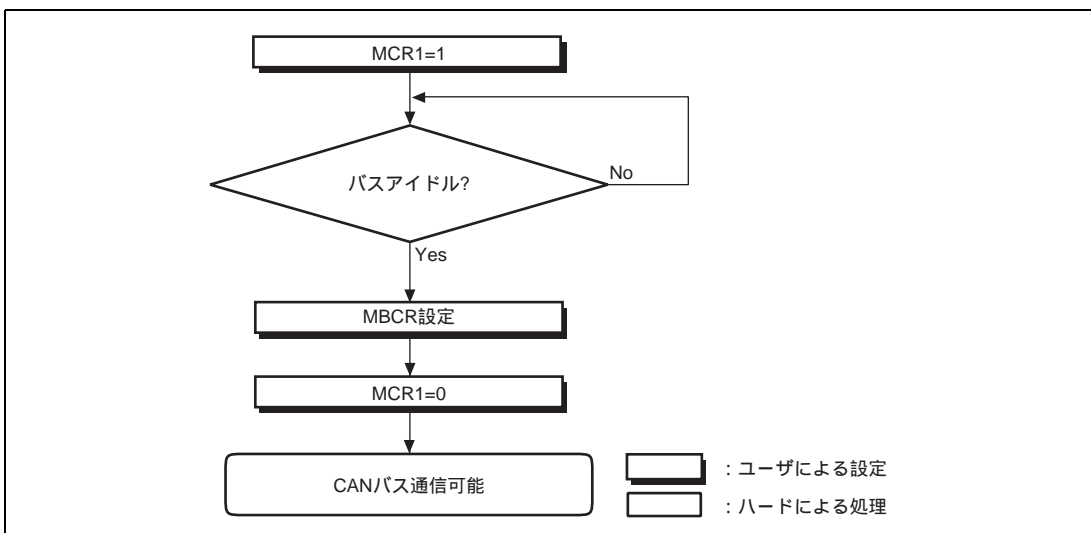 MCR1=1
バスアイドル?
No
Yes
MBCR設定
MCR1=0
CANバス通信可能
：ユーザによる設定
：ハードによる処理